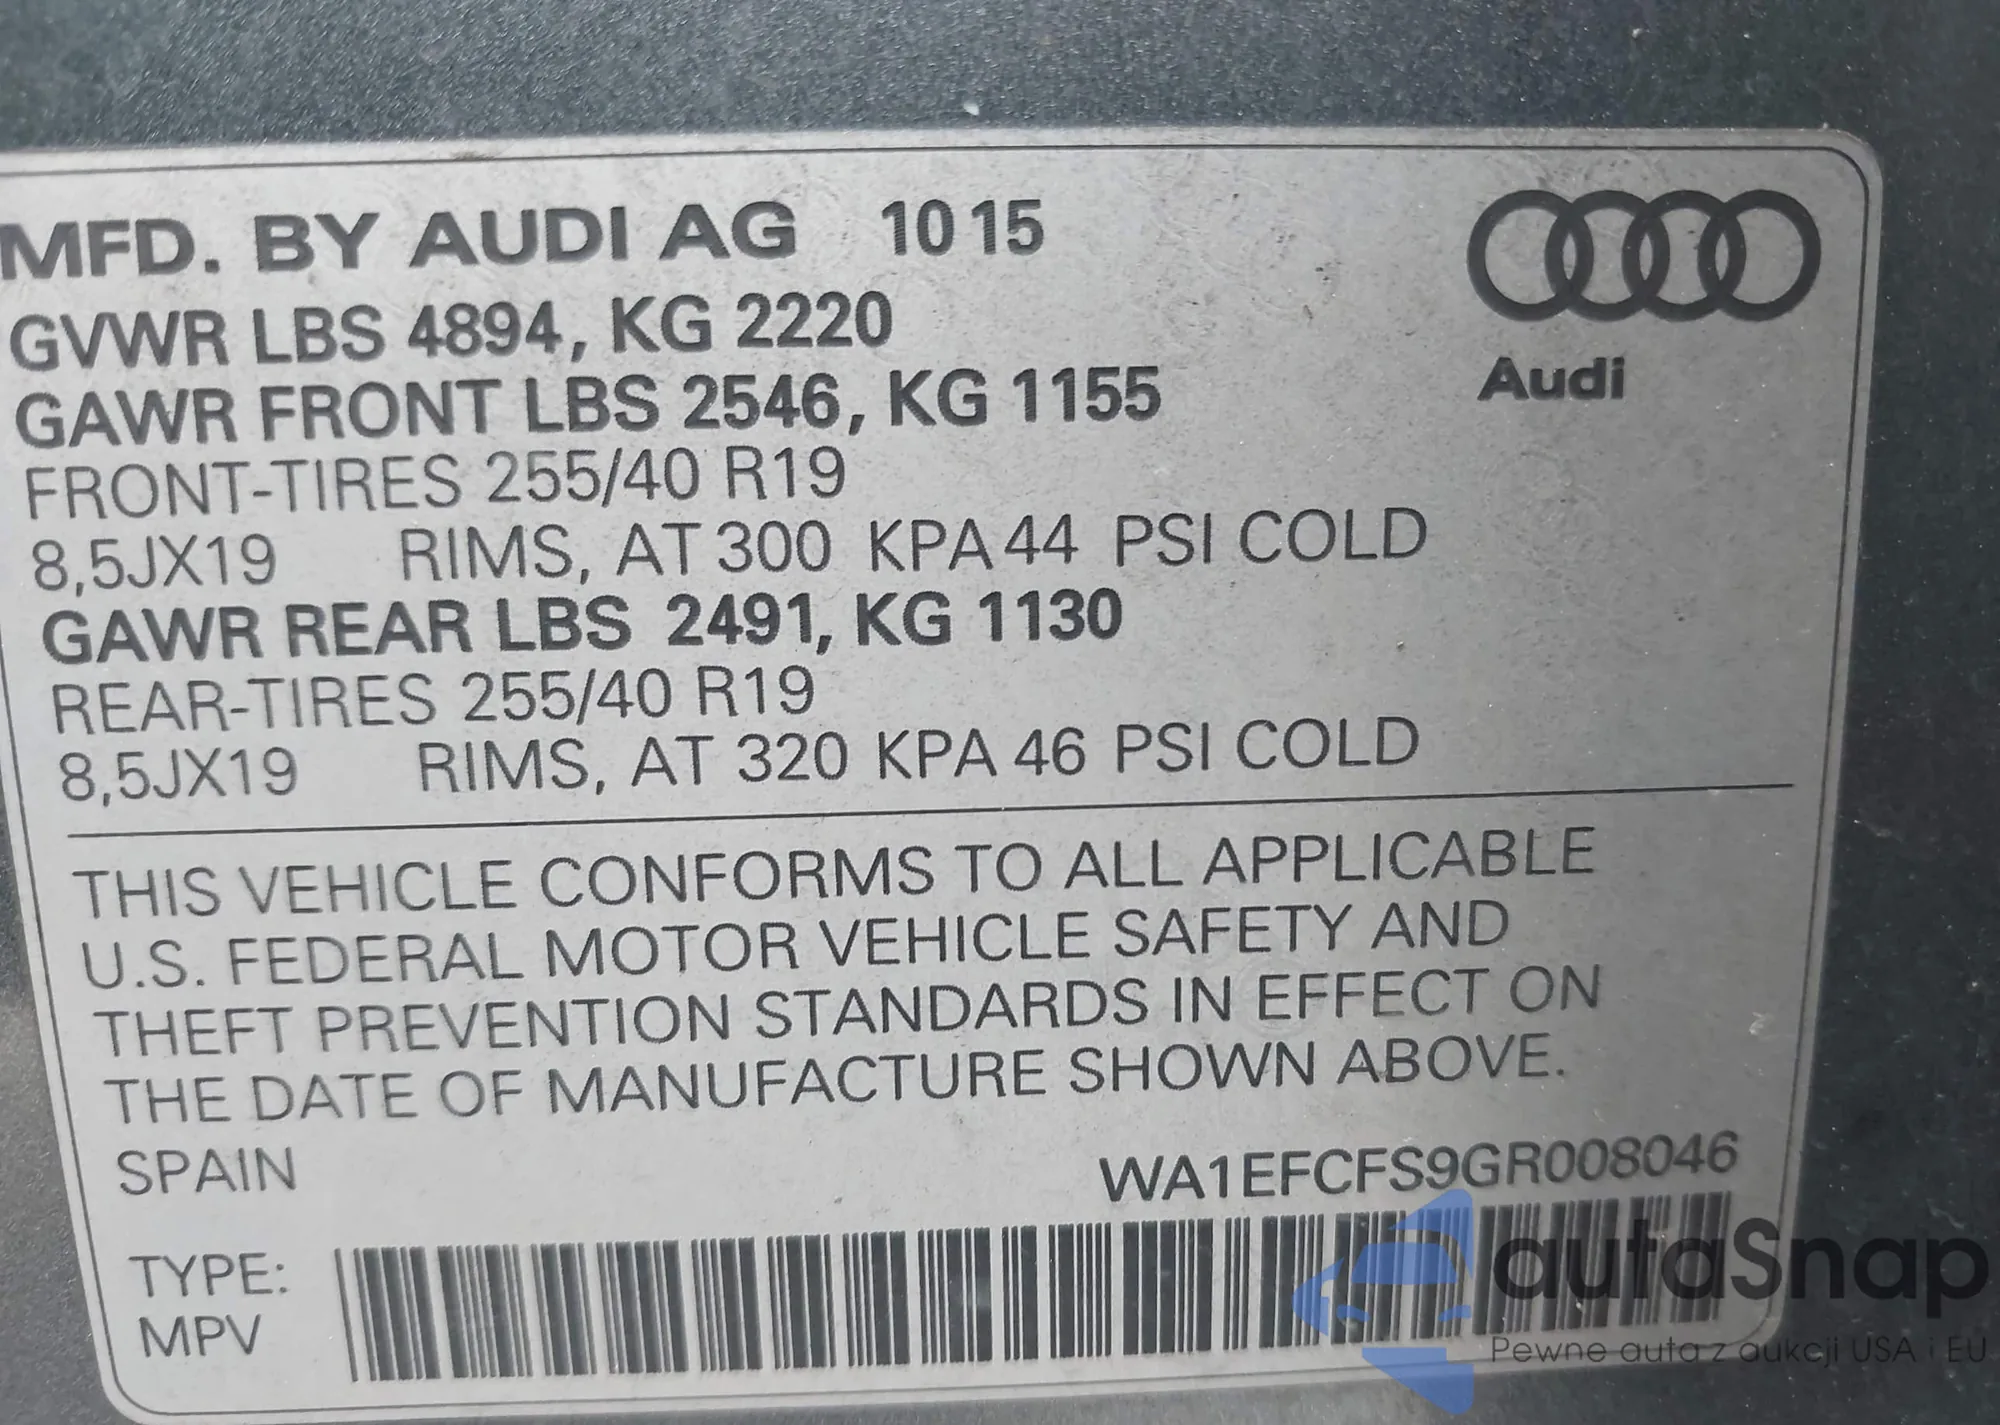 MFD. BY AUDI AG 10 15
GVWR LBS 4894, KG 2220
GAWR FRONT LBS 2546, KG 1155
Audi
FRONT-TIRES 255/40 R19
8,5JX19 RIMS, AT 300 KPA 44 PSI COLD
GAWR REAR LBS 2491, KG 1130
REAR-TIRES 255/40 R19
8,5JX19 RIMS, AT 320 KPA 46 PSI COLD
THIS VEHICLE CONFORMS TO ALL APPLICABLE
U.S. FEDERAL MOTOR VEHICLE SAFETY AND
THEFT PREVENTION STANDARDS IN EFFECT ON
THE DATE OF MANUFACTURE SHOWN ABOVE.
SPAIN WA1EFCFS9GR008046
TYPE:
MPV
autaSnap
Pewne auta z aukcji USA i EU